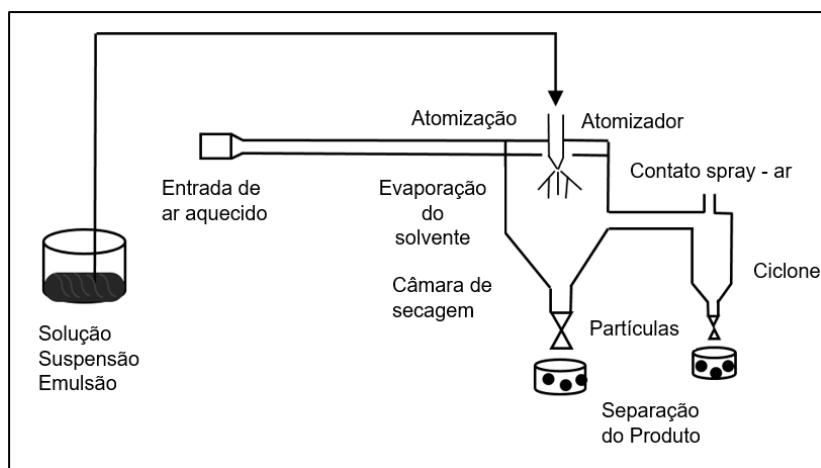 Atomização
Atomizador
Entrada de
ar aquecido
Evaporação
do
solvente
Contato spray - ar
Câmara de
secagem
Ciclone
Solução
Suspensão
Emulsão
Partículas
Separação
do Produto